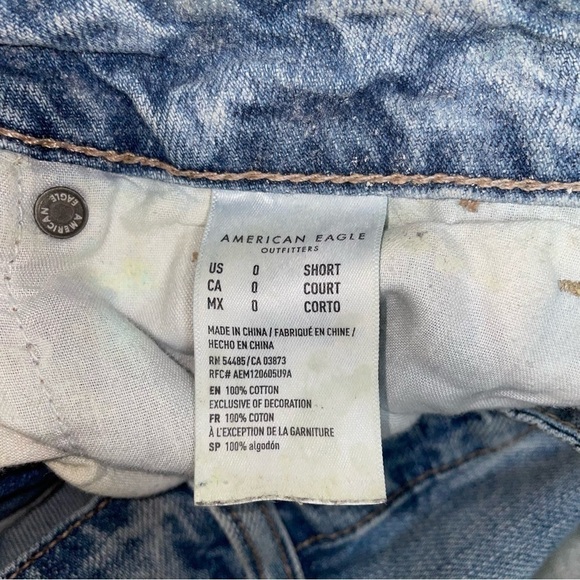 AMERICAN EAGLE
AMERICAN EAGLE
OUTFITTERS
US 0 SHORT
CA 0 COURT
MX 0 CORTO
MADE IN CHINA / FABRIQUÉ EN CHINE /
HECHO EN CHINA
RN 54485/CA 03873
RFC# AEM120605U9A
EN 100% COTTON
EXCLUSIVE OF DECORATION
FR 100% COTON
À L'EXCEPTION DE LA GARNITURE
SP 100% algodón